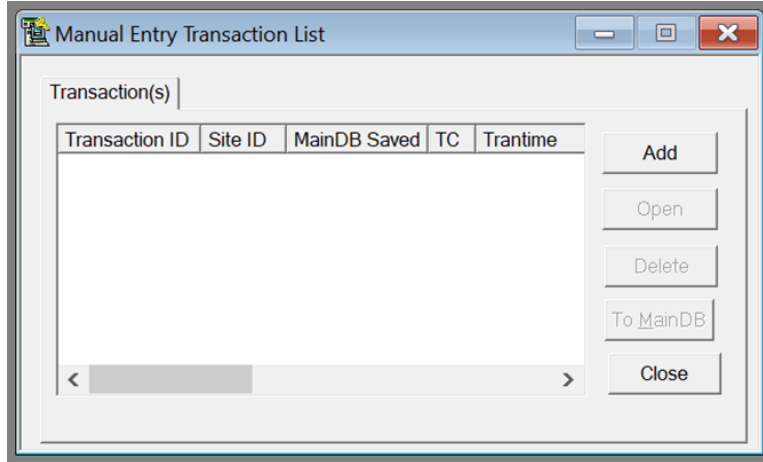 Manual Entry Transaction List
Transaction(s)
Transaction ID Site ID MainDB Saved TC Trantime
Add
Open
Delete
To MainDB
Close